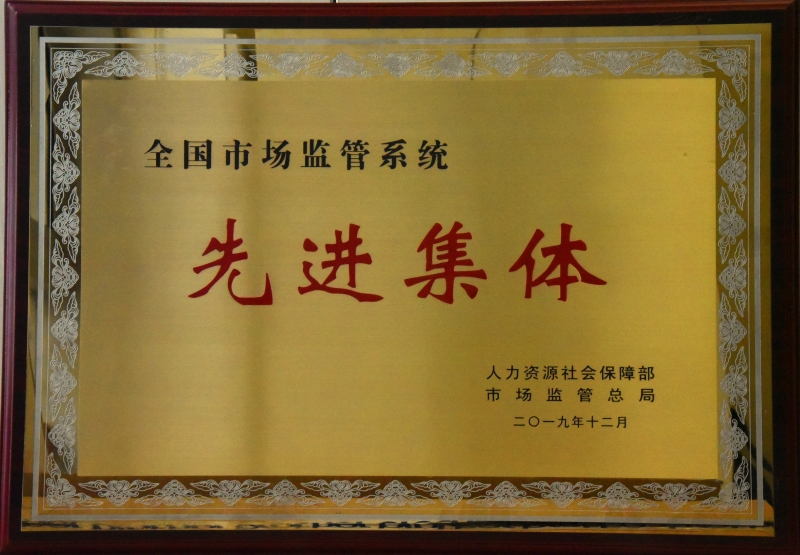 全国市场监管系统
先进集体
人力资源社会保障部
市场监管总局
二〇一九年十二月